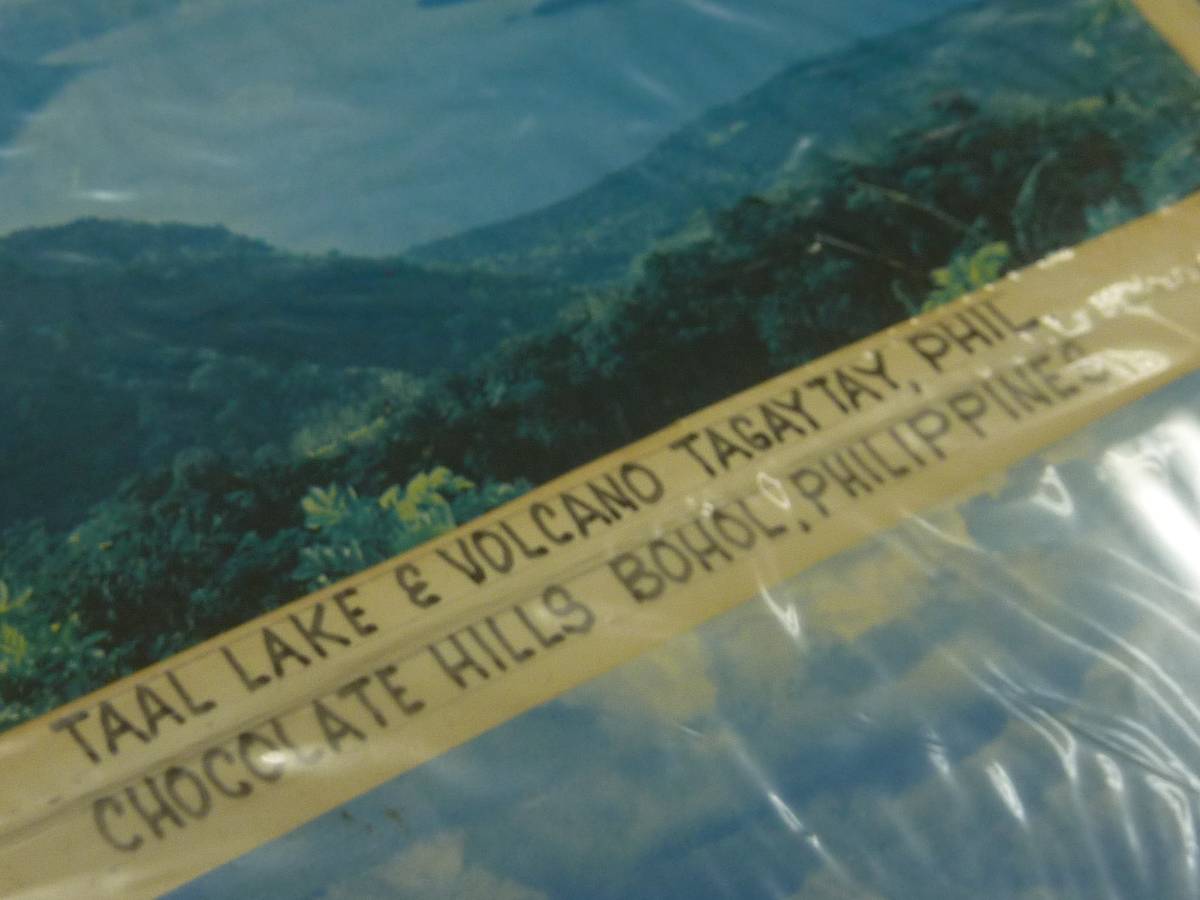 TAAL LAKE & VOLCANO TAGAYTAY, PHIL
CHOCOLATE HILLS BOHOL, PHILIPPINES